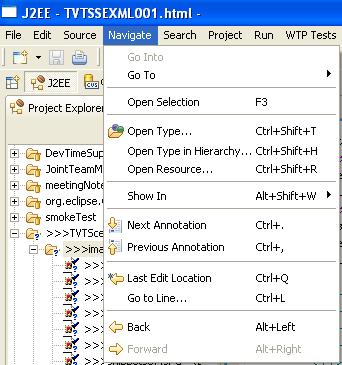 J2EE - TVTSSEXML001.html -
File Edit Source Navigate Search Project Run WTP Tests
J2EE CVS
Project Explorer
Go Into
Go To
Open Selection F3
Open Type... Ctrl+Shift+T
Open Type in Hierarchy... Ctrl+Shift+H
Open Resource... Ctrl+Shift+R
Show In Alt+Shift+W
Next Annotation Ctrl+.
Previous Annotation Ctrl+,
Last Edit Location Ctrl+Q
Go to Line... Ctrl+L
Back Alt+Left
Forward Alt+Right
DevTimeSup
JointTeamM
meetingNote
org.eclipse.
smokeTest
>>>TVTSce
>>>ima
>>>
>>>
>>>
>>>
>>>